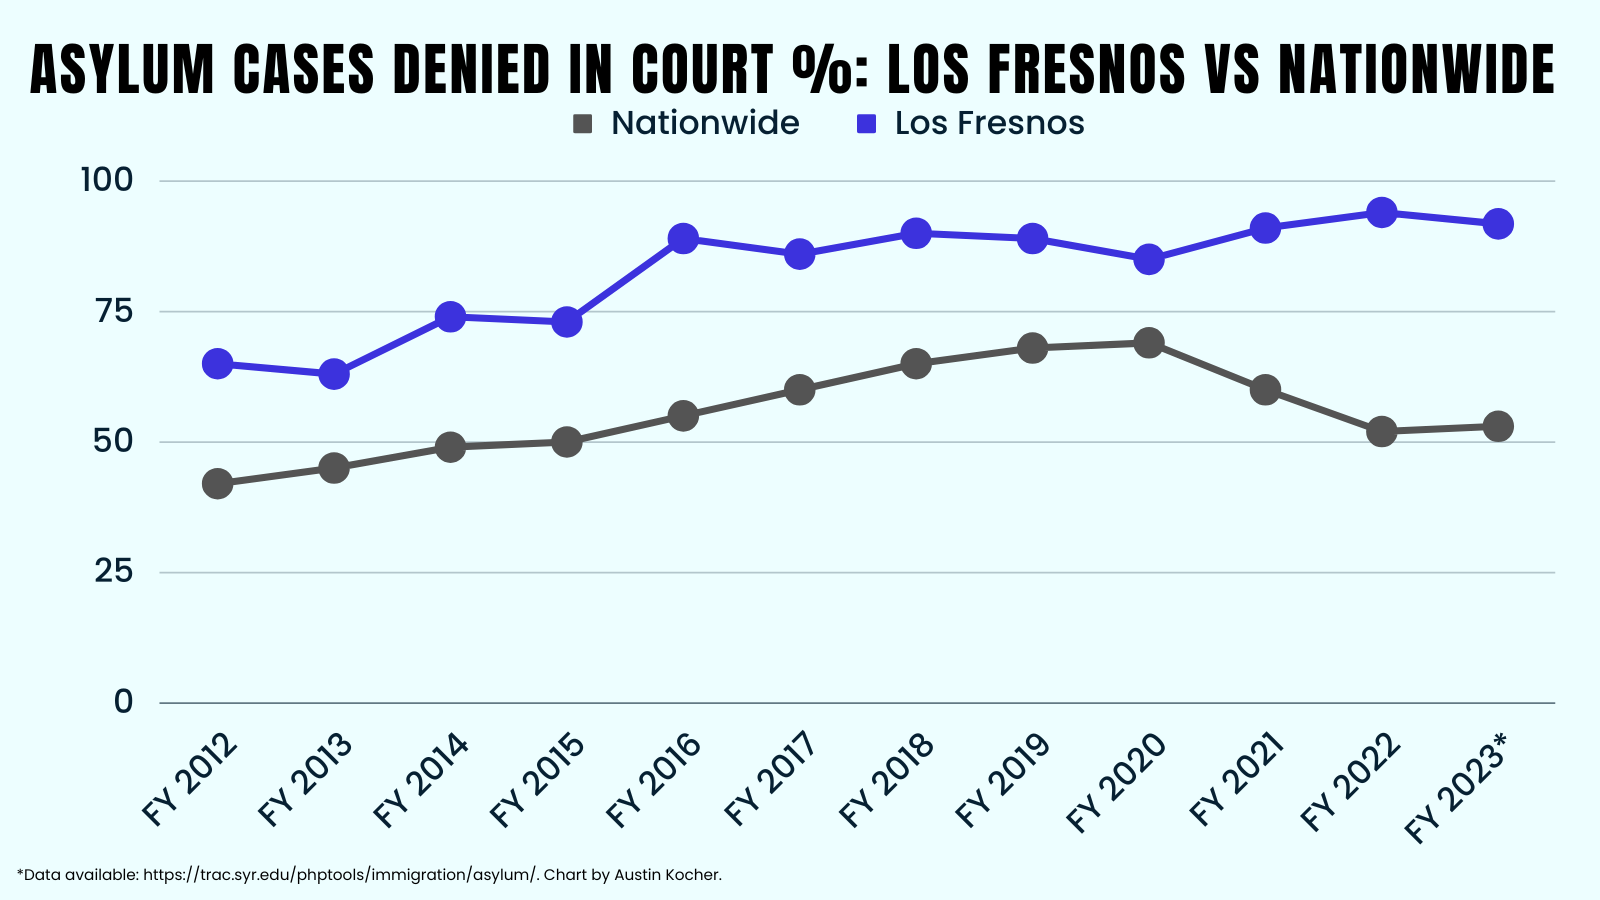 ASYLUM CASES DENIED IN COURT %: LOS FRESNOS VS NATIONWIDE
Nationwide Los Fresnos
100
75
50
25
0
FY 2012 FY 2013 FY 2014 FY 2015 FY 2016 FY 2017 FY 2018 FY 2019 FY 2020 FY 2021 FY 2022 FY 2023*
*Data available: https://trac.syr.edu/phptools/immigration/asylum/. Chart by Austin Kocher.